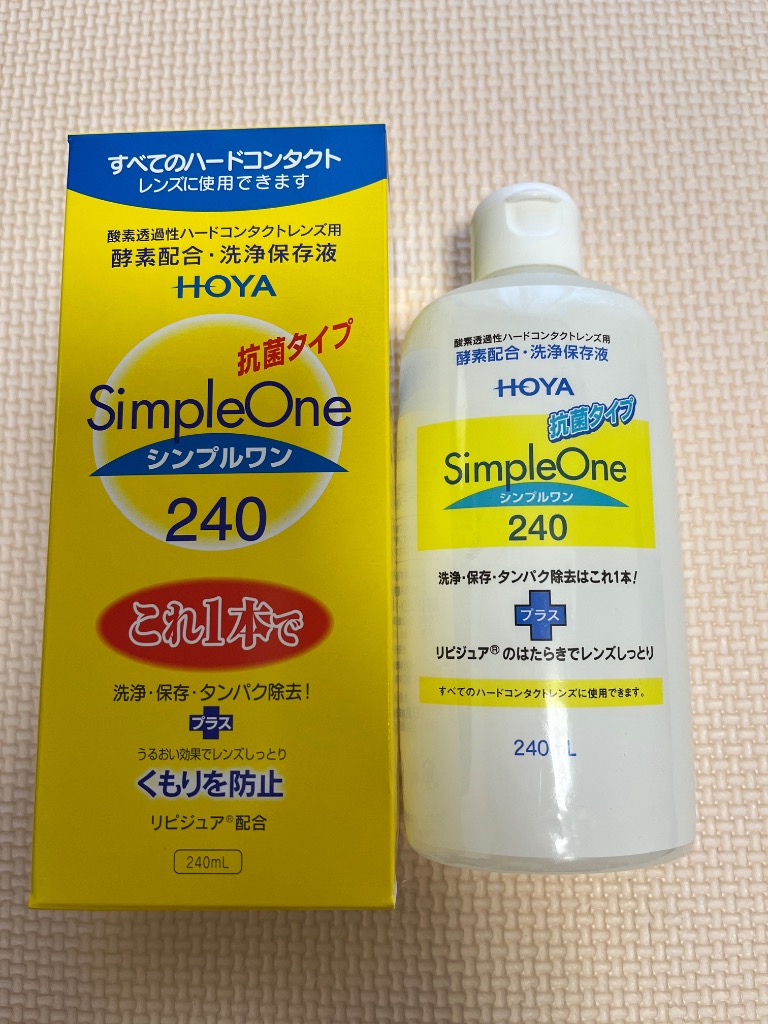 すべてのハードコンタクト
レンズに使用できます
酸素透過性ハードコンタクトレンズ用
酵素配合・洗浄保存液
HOYA
抗菌タイプ
SimpleOne
シンプルワン
240
これ1本で
洗浄・保存・タンパク除去!
プラス
うるおい効果でレンズしっとり
くもりを防止
リピジュア®配合
240mL
酸素透過性ハードコンタクトレンズ用
酵素配合・洗浄保存液
HOYA
抗菌タイプ
SimpleOne
シンプルワン
240
洗浄・保存・タンパク除去はこれ1本!
プラス
リピジュア®のはたらきでレンズしっとり
すべてのハードコンタクトレンズに使用できます。
240 L